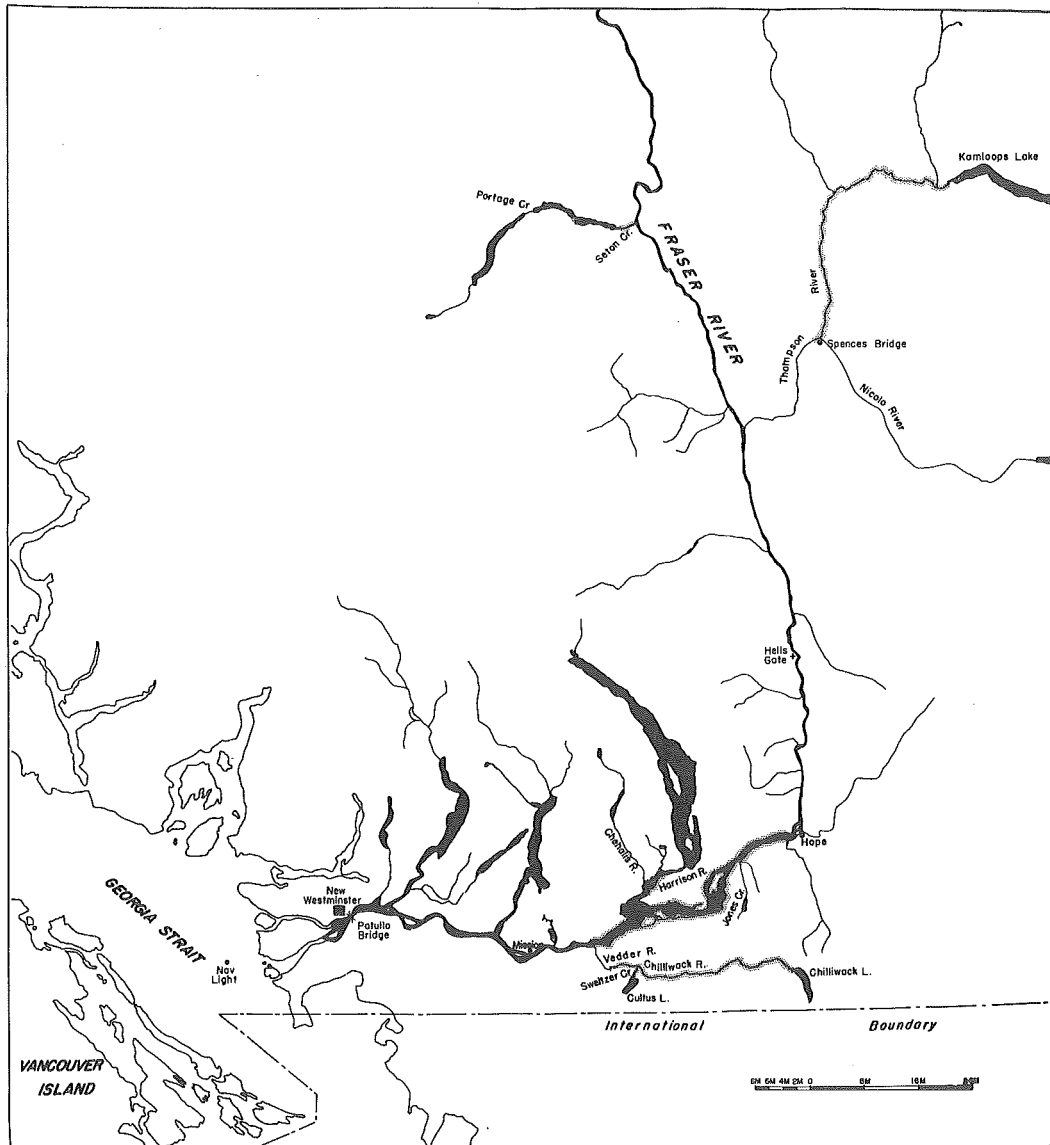 Kamloops Lake
Portage Cr
Seton Cr.
FRASER RIVER
River
Thompson
Spences Bridge
Nicola River
Hells
Gate
Hope
Chehalis R.
Harrison R.
Jones Cr.
New
Westminster
Patullo
Bridge
Mission
GEORGIA STRAIT
Nav
Light
Vedder R.
Chilliwack R.
Sweltzer Cr.
Cultus L.
Chilliwack L.
International Boundary
VANCOUVER
ISLAND